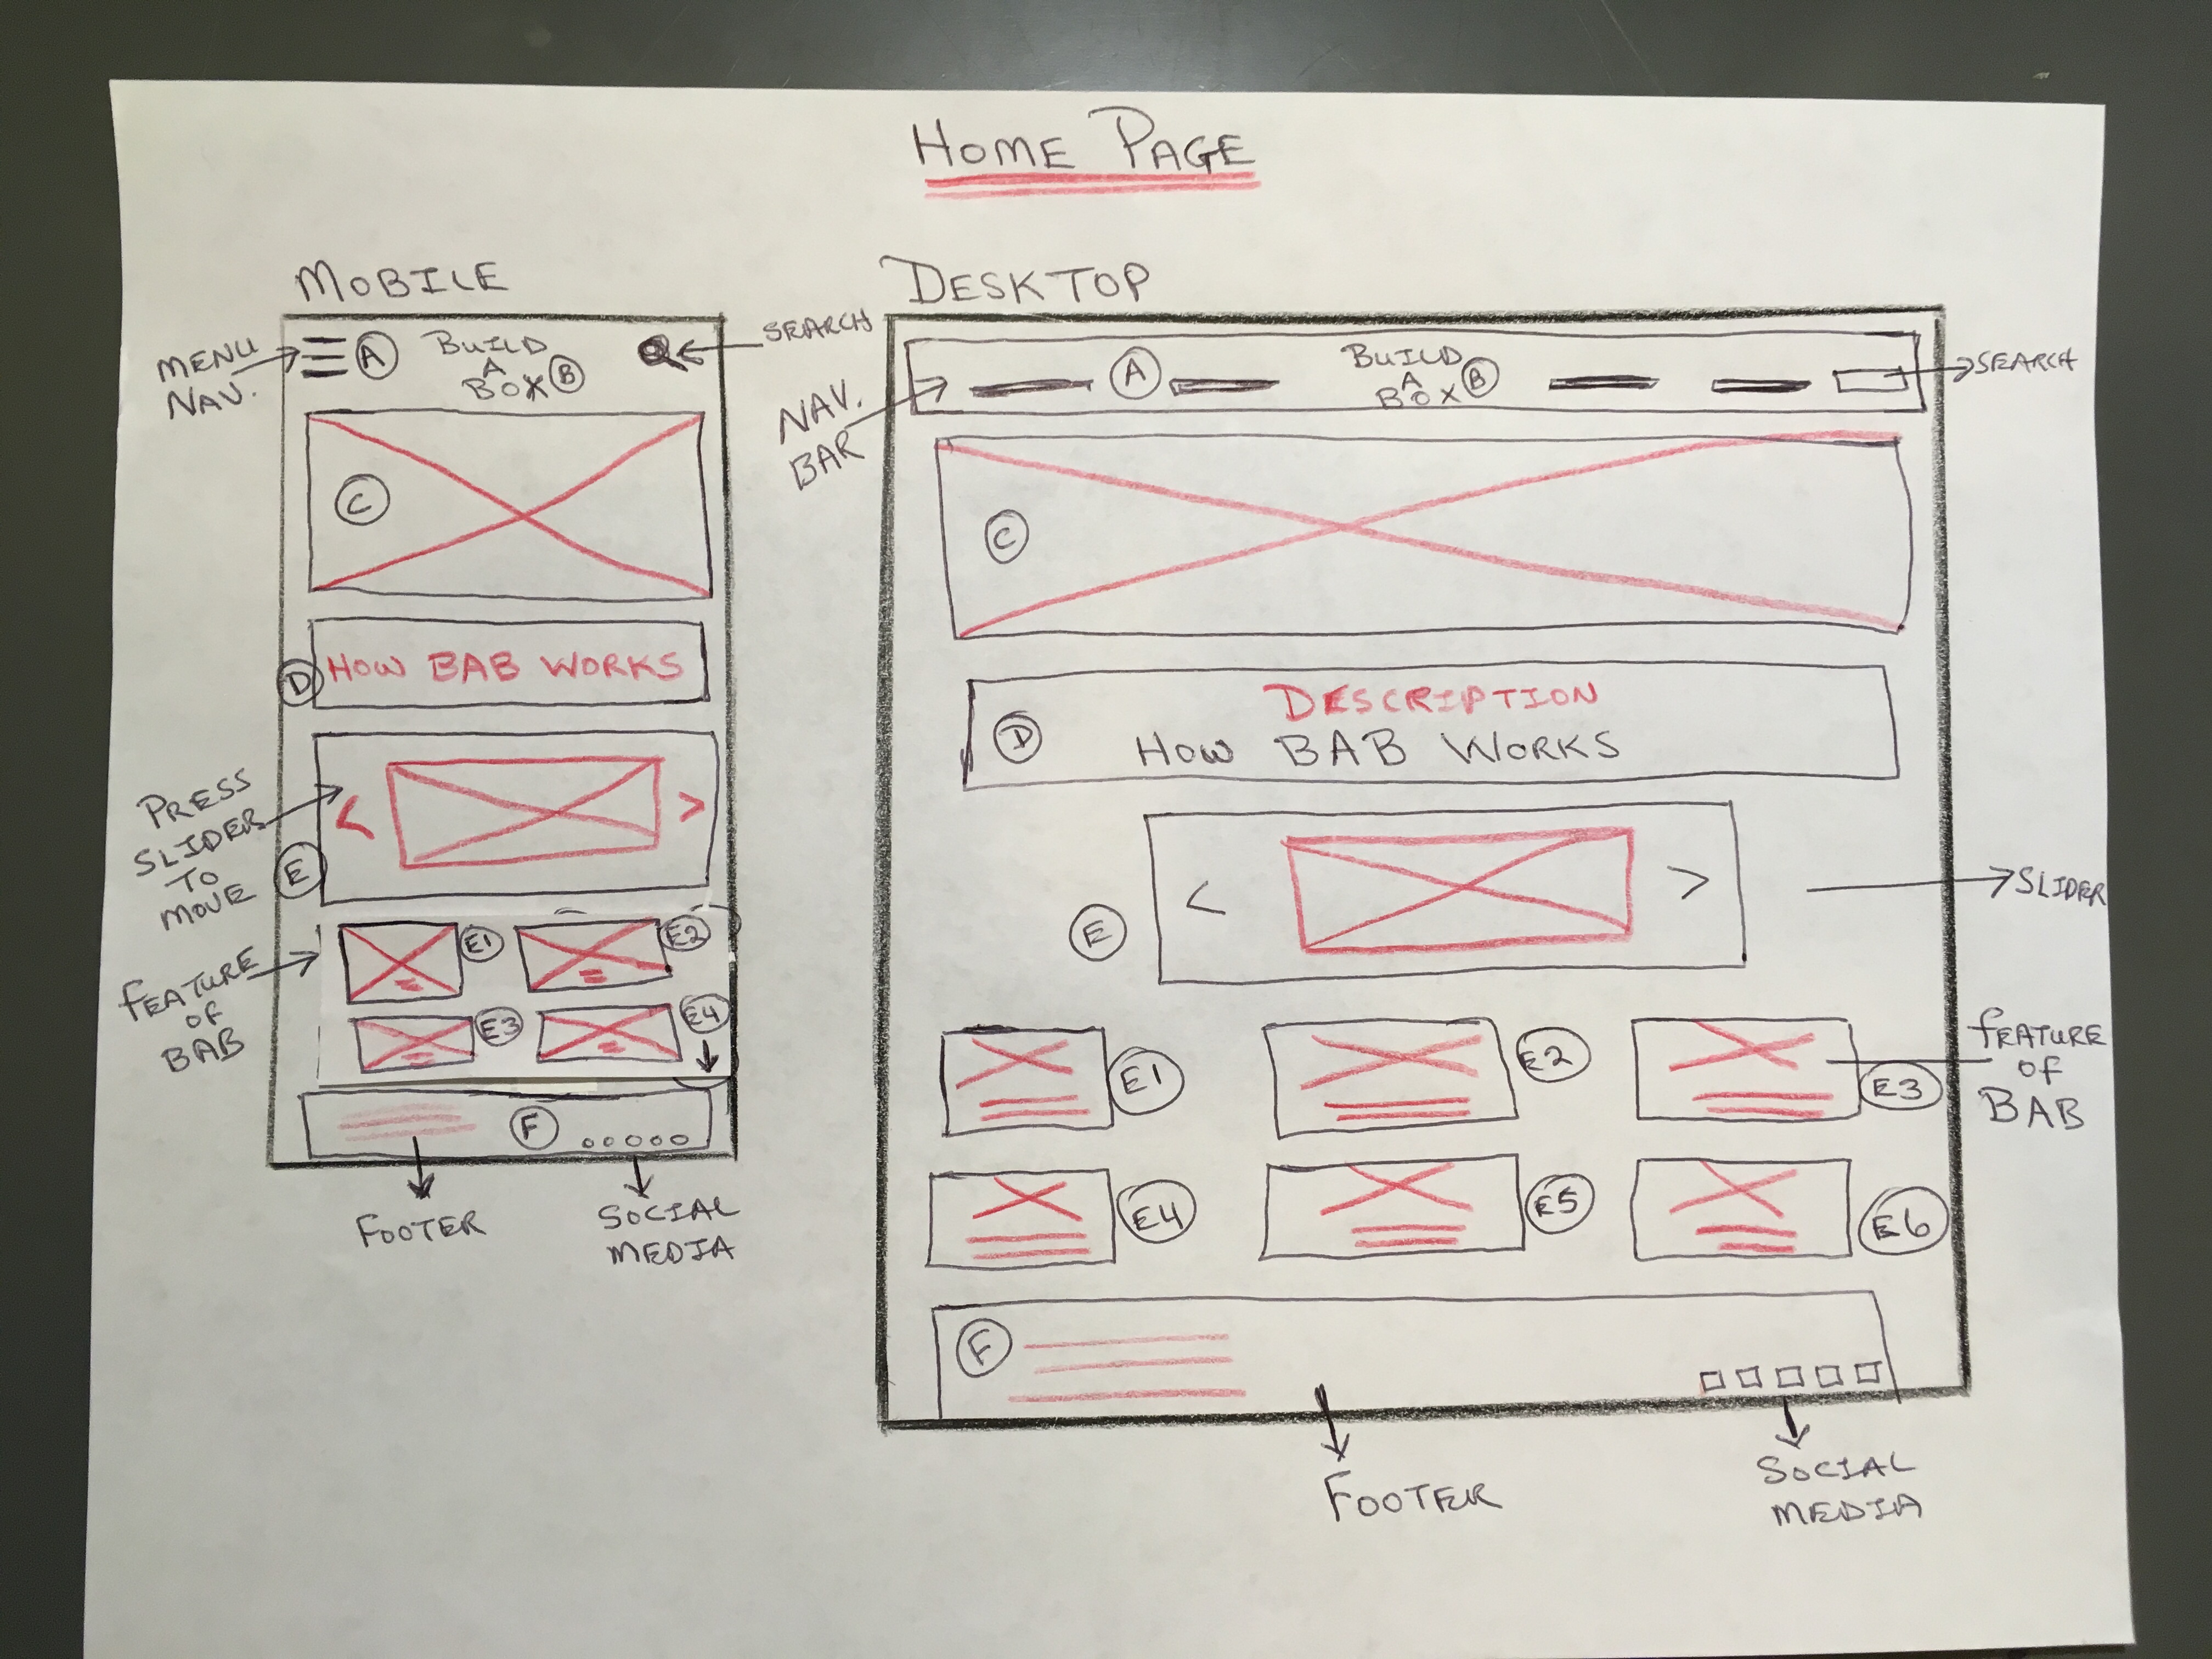 HOME PAGE
MOBILE
MENU
NAV.
A
BUILD
A
BOX B
SEARCH
C
D HOW BAB WORKS
PRESS
SLIDER
TO
MOVE
< >
E
FEATURE
OF
BAB
E1 E2
E3 E4
F
FOOTER
SOCIAL
MEDIA
DESKTOP
NAV.
BAR
A
BUILD
A
BOX B
SEARCH
C
DESCRIPTION
D HOW BAB WORKS
< >
E
SLIDER
E1 E2 E3
FEATURE
OF
BAB
E4 E5 E6
F
FOOTER
SOCIAL
MEDIA